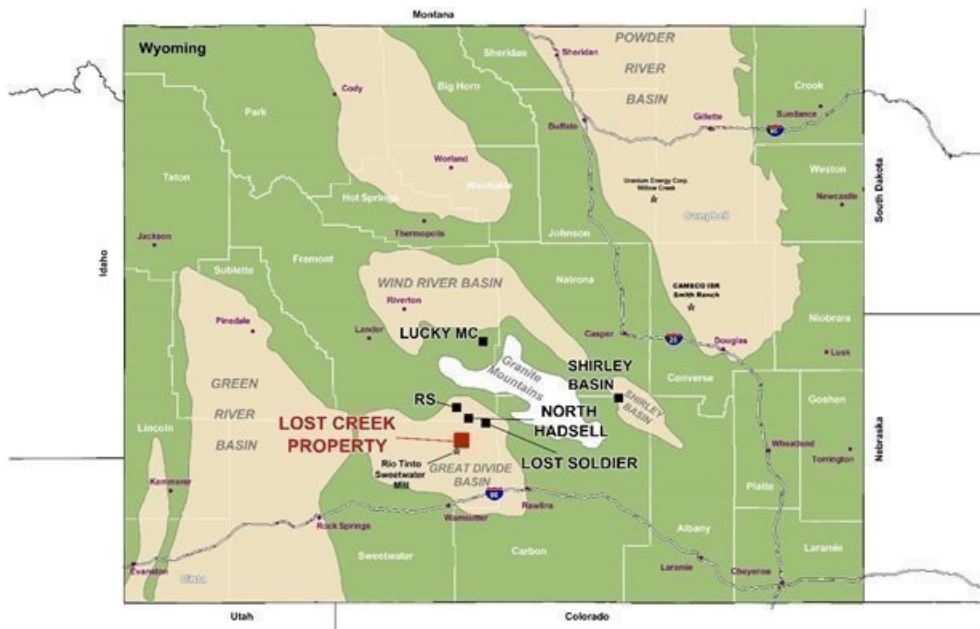 Montana
Wyoming
Sheridan
Sheridan
POWDER
RIVER
BASIN
Crook
Sundance
Cody
Big Horn
Park
Buffalo
Gillette
90
Worland
Washakie
Weston
Newcastle
South Dakota
Uranium Energy Corp.
Willow Creek
Campbell
Teton
Hot Springs
Thermopolis
Johnson
Jackson
Idaho
Sublette
Fremont
WIND RIVER BASIN
Natrona
CAMECO ISR
Smith Ranch
Niobrara
Riverton
Pinedale
Lander
LUCKY MC
Casper
25
Douglas
Lusk
Granite
Mountains
SHIRLEY
BASIN
Converse
GREEN
RIVER
BASIN
RS
SHIRLEY
BASIN
Goshen
LOST CREEK
PROPERTY
NORTH
HADSELL
Lincoln
LOST SOLDIER
Wheatland
Torrington
Nebraska
Rio Tinto
Sweetwater
Mill
GREAT DIVIDE
BASIN
Kemmerer
80
Platte
Rock Springs
Wamsutter
Rawlins
Albany
Sweetwater
Carbon
Laramie
Evanston
Uinta
Laramie
Cheyenne
Utah
Colorado